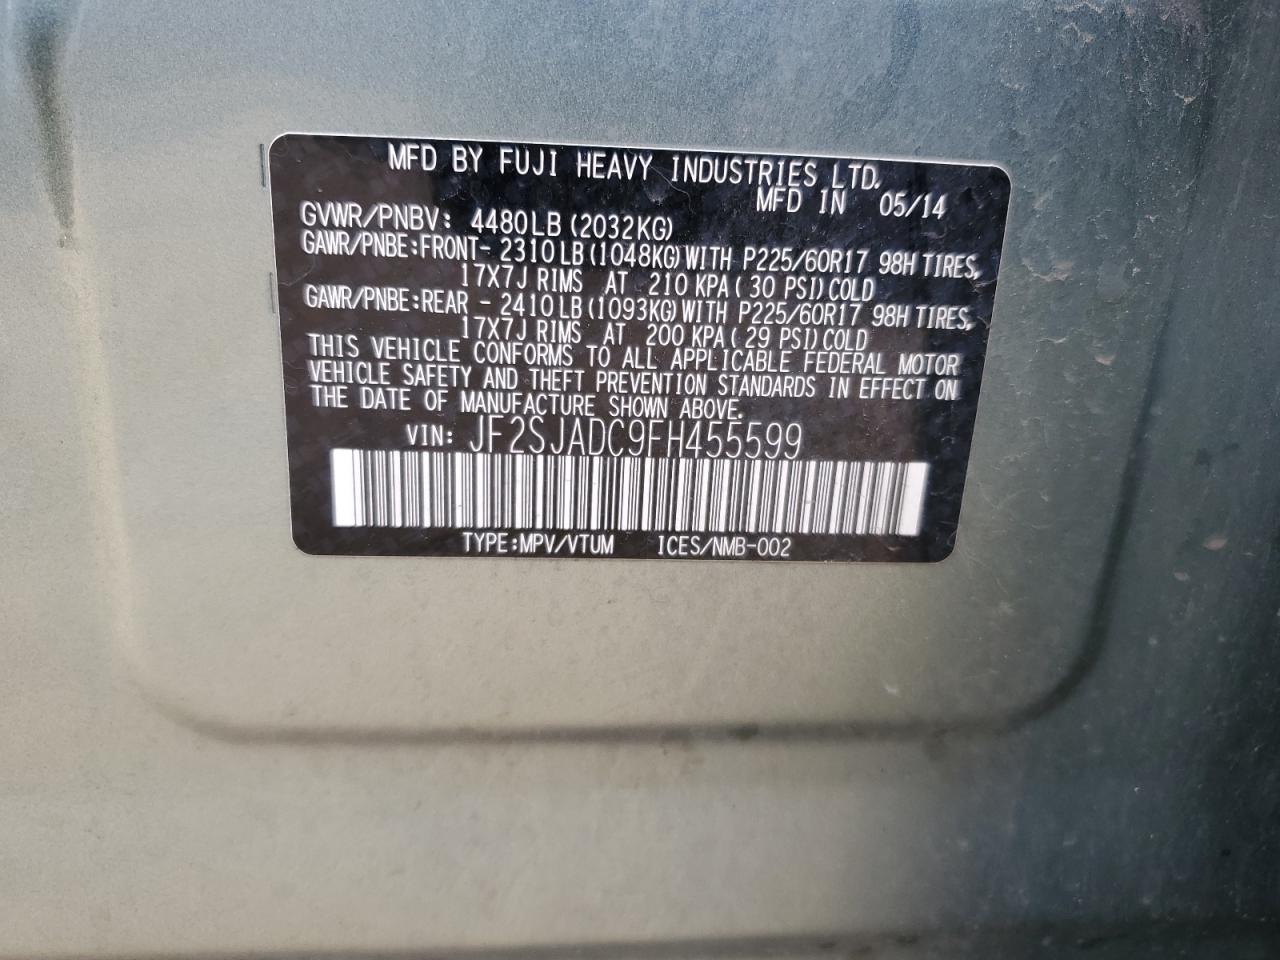 MFD BY FUJI HEAVY INDUSTRIES LTD.
MFD IN 05/14
GVWR/PNBV: 4480LB (2032KG)
GAWR/PNBE:FRONT- 2310LB (1048KG) WITH P225/60R17 98H TIRES,
17X7J RIMS AT 210 KPA ( 30 PSI) COLD
GAWR/PNBE:REAR - 2410LB (1093KG) WITH P225/60R17 98H TIRES,
17X7J RIMS AT 200 KPA ( 29 PSI) COLD
THIS VEHICLE CONFORMS TO ALL APPLICABLE FEDERAL MOTOR
VEHICLE SAFETY AND THEFT PREVENTION STANDARDS IN EFFECT ON
THE DATE OF MANUFACTURE SHOWN ABOVE.
VIN: JF2SJADC9FH455599
TYPE:MPV/VTUM ICES/NMB-002